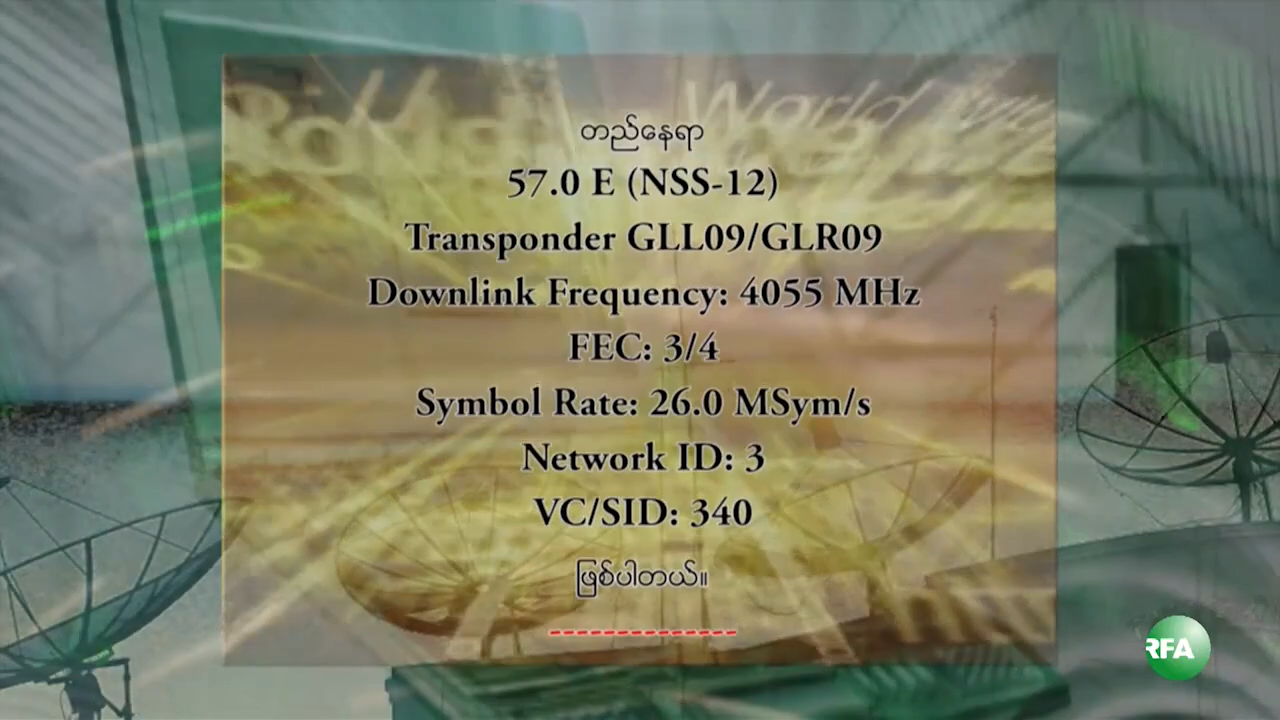 တည်နေရာ
57.0 E (NSS-12)
Transponder GLL09/GLR09
Downlink Frequency: 4055 MHz
FEC: 3/4
Symbol Rate: 26.0 MSym/s
Network ID: 3
VC/SID: 340
ဖြစ်ပါတယ်။
--------------
World
RFA